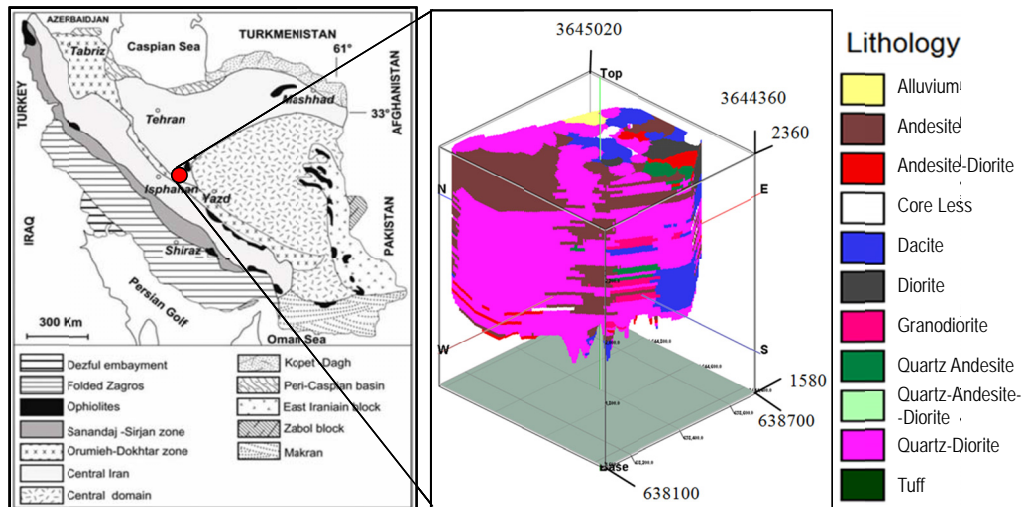 AZERBAIDJAN
Caspian Sea
TURKMENISTAN
61°
Tabriz
TURKEY
Mashhad
AFGHANISTAN
33°
Tehran
Isphahan
Yazd
IRAQ
Shiraz
PAKISTAN
Persian Golf
300 Km
Oman Sea
Dezful embayment
Folded Zagros
Ophiolites
Sanandaj -Sirjan zone
Orumieh-Dokhtar zone
Central Iran
Central domain
Kopet Dagh
Peri-Caspian basin
East Iraniain block
Zabol block
Makran
3645020
Top
3644360
2360
N
E
W
S
1580
638700
Base
638100
Lithology
Alluvium
Andesite
Andesite-Diorite
Core Less
Dacite
Diorite
Granodiorite
Quartz Andesite
Quartz-Andesite-
-Diorite
Quartz-Diorite
Tuff